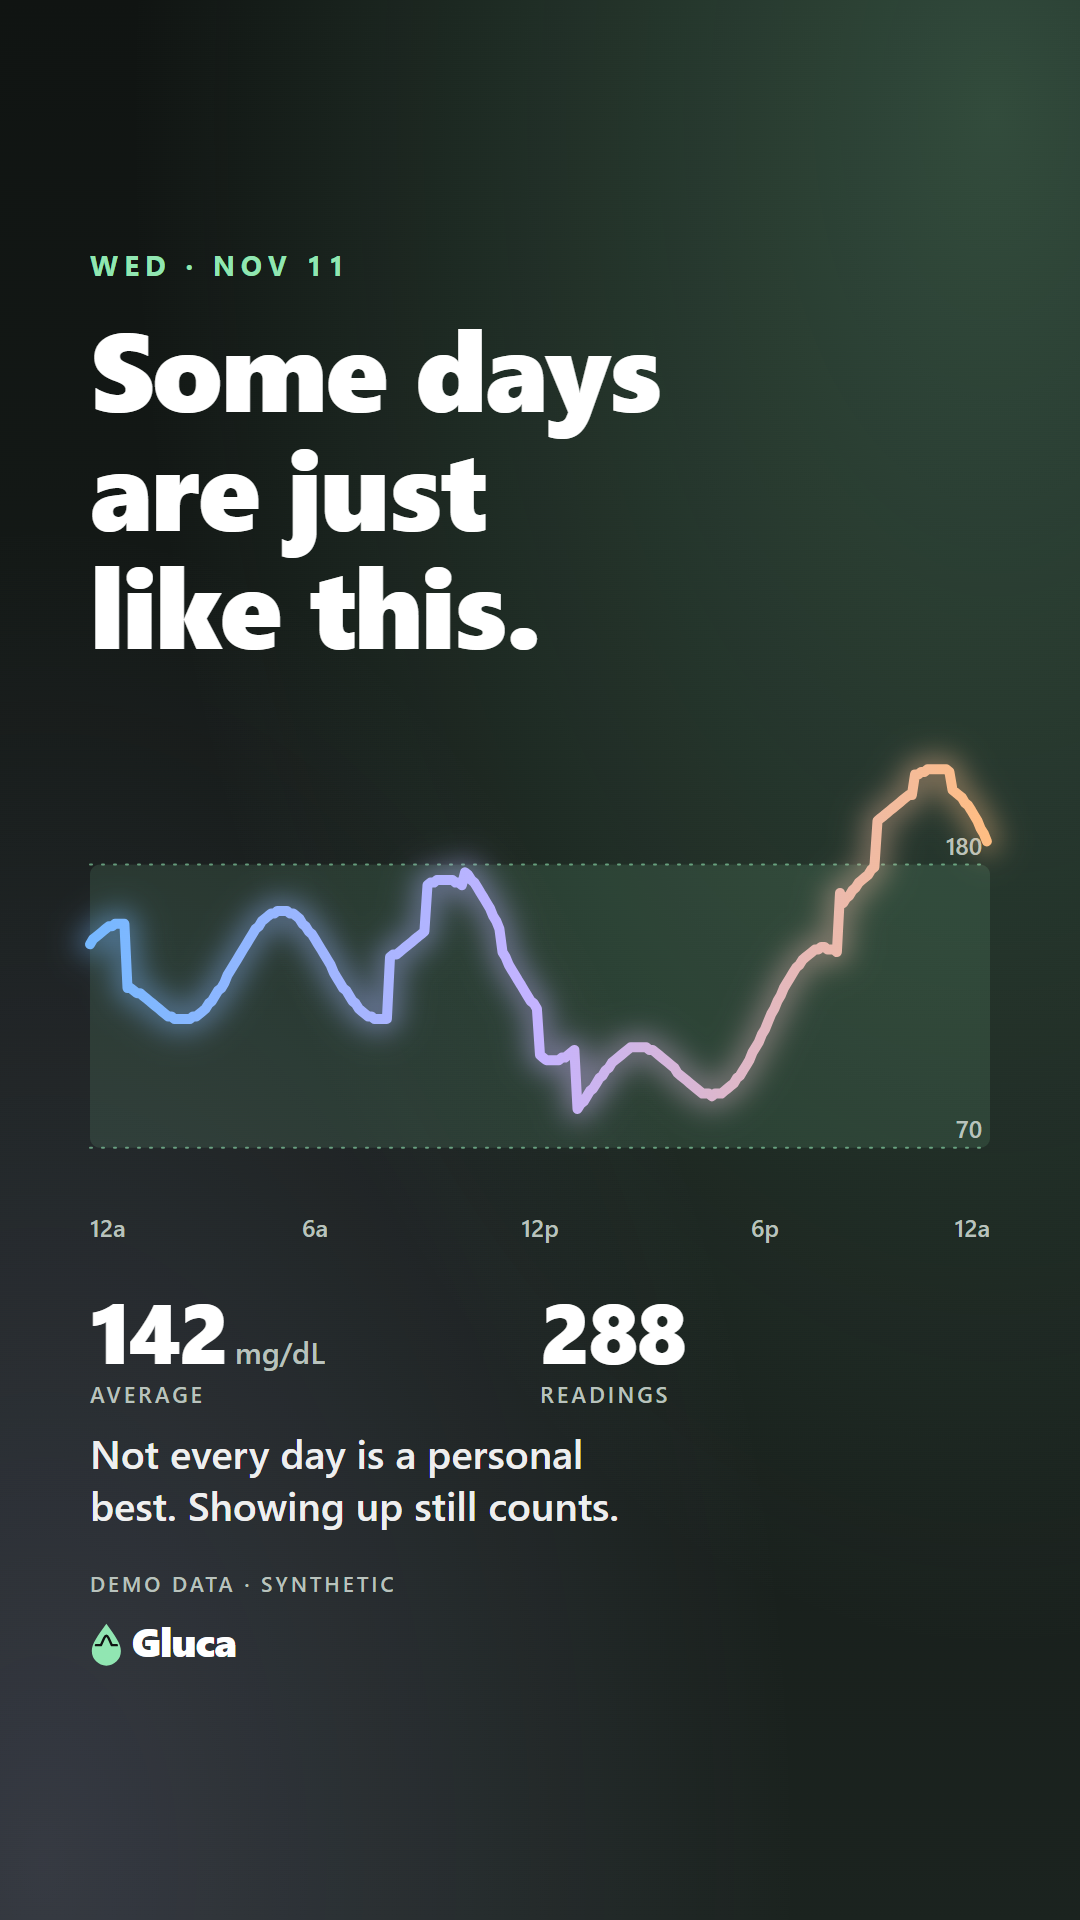 WED · NOV 11
Some days
are just
like this.
180
70
12a 6a 12p 6p 12a
142 mg/dL 288
AVERAGE READINGS
Not every day is a personal
best. Showing up still counts.
DEMO DATA · SYNTHETIC
Gluca